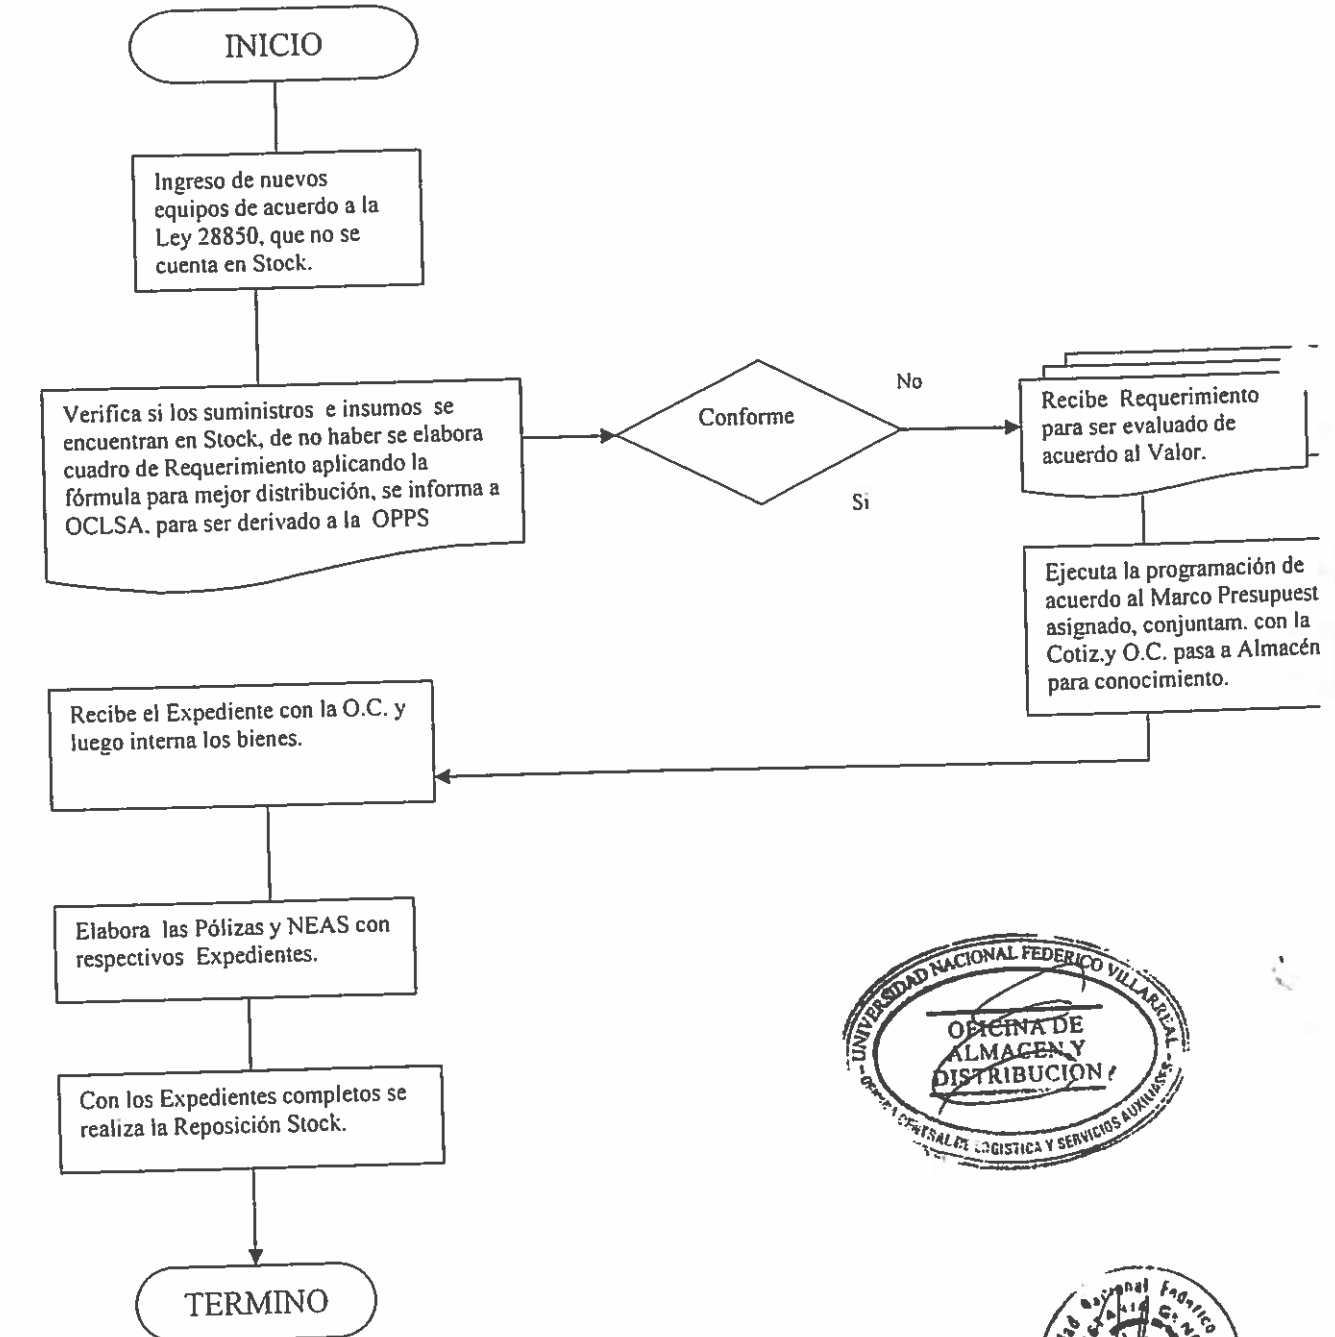 INICIO
Ingreso de nuevos
equipos de acuerdo a la
Ley 28850, que no se
cuenta en Stock.
Verifica si los suministros e insumos se
encuentran en Stock, de no haber se elabora
cuadro de Requerimiento aplicando la
fórmula para mejor distribución, se informa a
OCLSA. para ser derivado a la OPPS
Conforme
No
Si
Recibe Requerimiento
para ser evaluado de
acuerdo al Valor.
Ejecuta la programación de
acuerdo al Marco Presupuest
asignado, conjuntam. con la
Cotiz.y O.C. pasa a Almacén
para conocimiento.
Recibe el Expediente con la O.C. y
luego interna los bienes.
Elabora las Pólizas y NEAS con
respectivos Expedientes.
Con los Expedientes completos se
realiza la Reposición Stock.
TERMINO
UNIVERSIDAD NACIONAL FEDERICO VILLARREAL
OFICINA DE
ALMACEN Y
DISTRIBUCION
OFICINA CENTRAL DE LOGISTICA Y SERVICIOS AUXILIARES
Nacional Federico